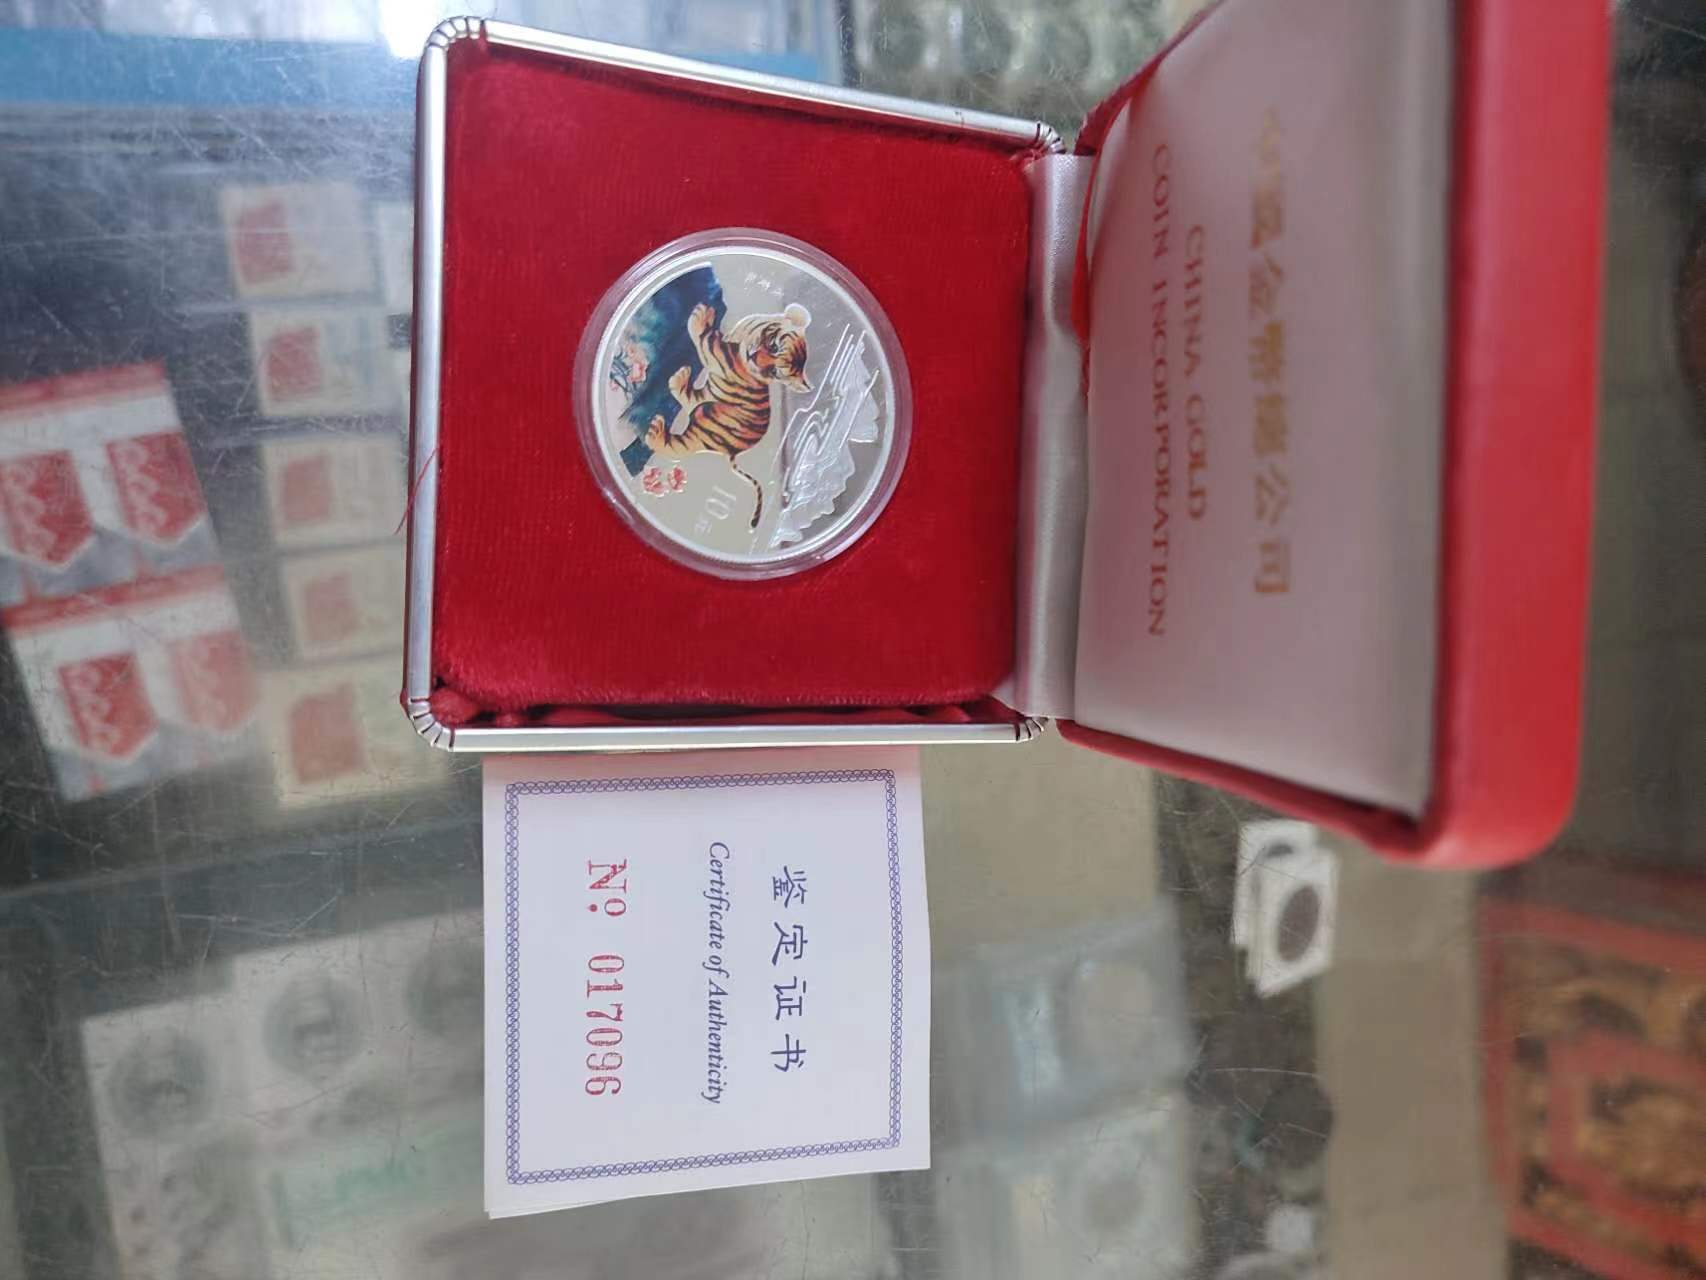 中国金币总公司
CHINA GOLD
COIN INCORPORATION
10元
鉴定证书
Certificate of Authenticity
Nº 017096